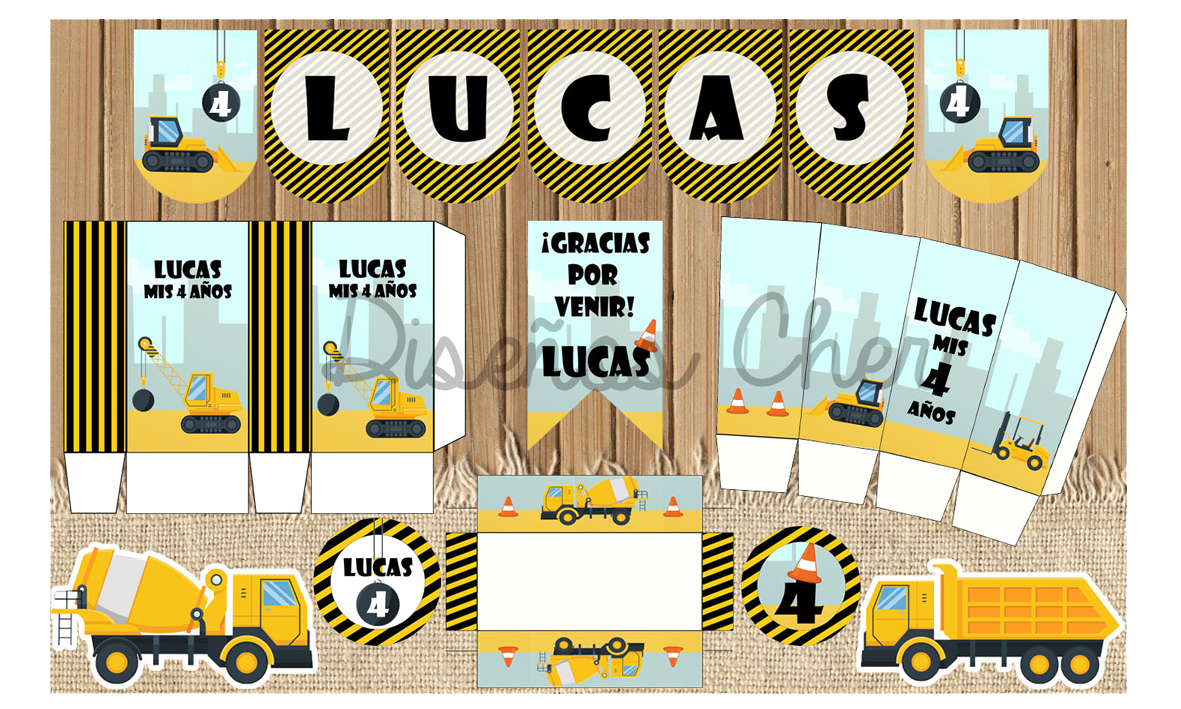 4
L U C A S
4
LUCAS
MIS 4 AÑOS
LUCAS
MIS 4 AÑOS
¡GRACIAS
POR
VENIR!
LUCAS
LUCAS
MIS
4
AÑOS
Diseños Cher
LUCAS
4
4